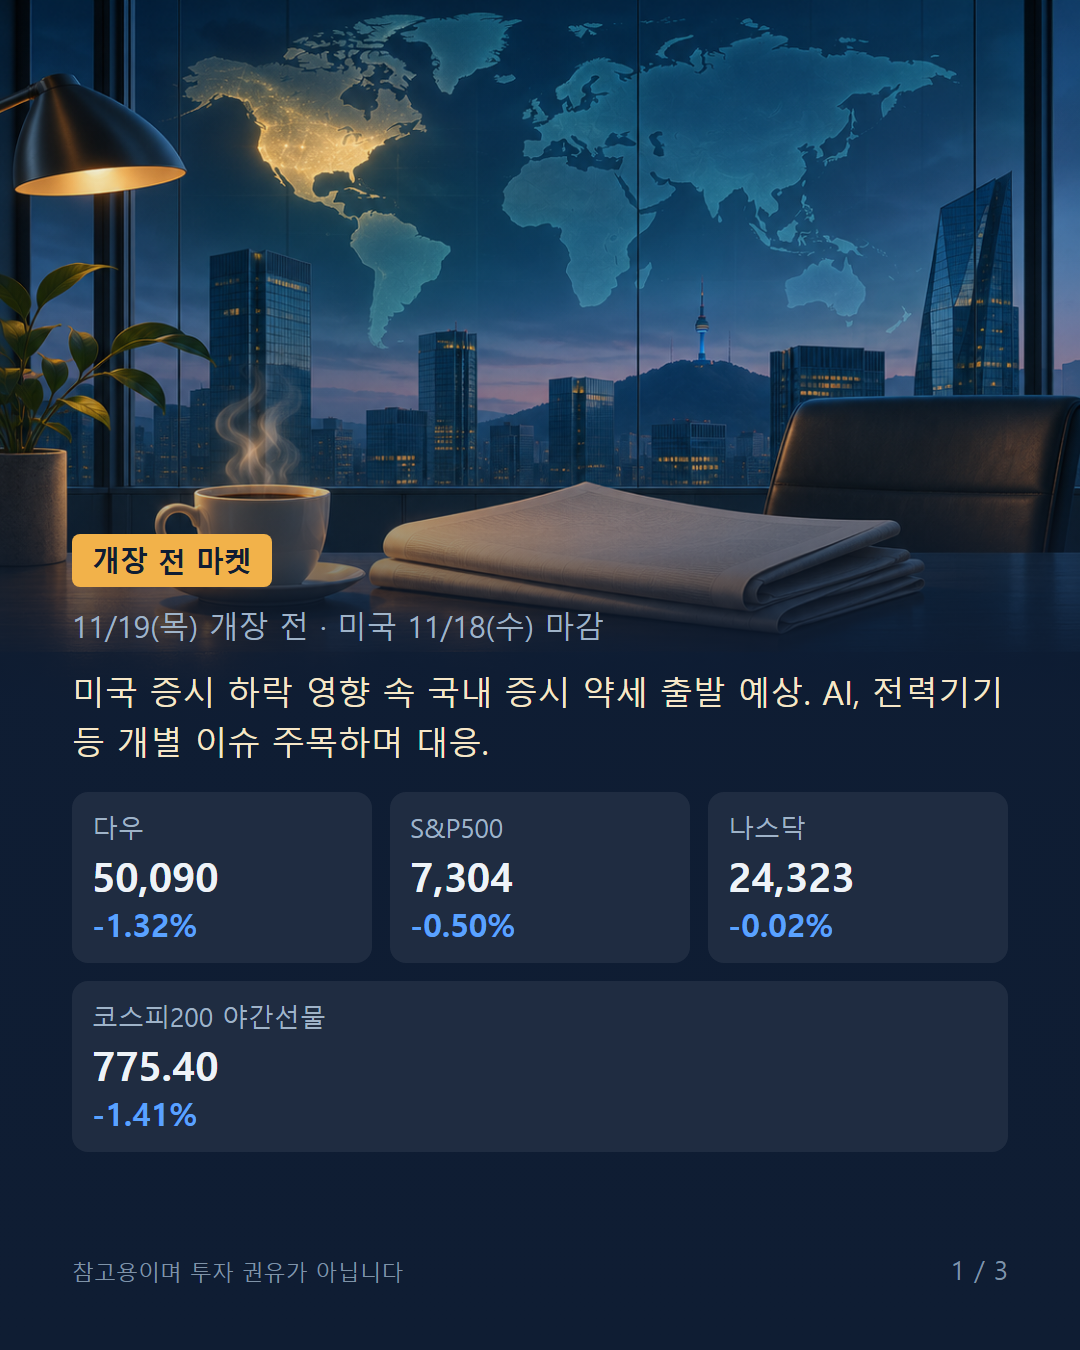 개장 전 마켓
11/19(목) 개장 전 · 미국 11/18(수) 마감
미국 증시 하락 영향 속 국내 증시 약세 출발 예상. AI, 전력기기
등 개별 이슈 주목하며 대응.
다우
50,090
-1.32%
S&P500
7,304
-0.50%
나스닥
24,323
-0.02%
코스피200 야간선물
775.40
-1.41%
참고용이며 투자 권유가 아닙니다
1 / 3